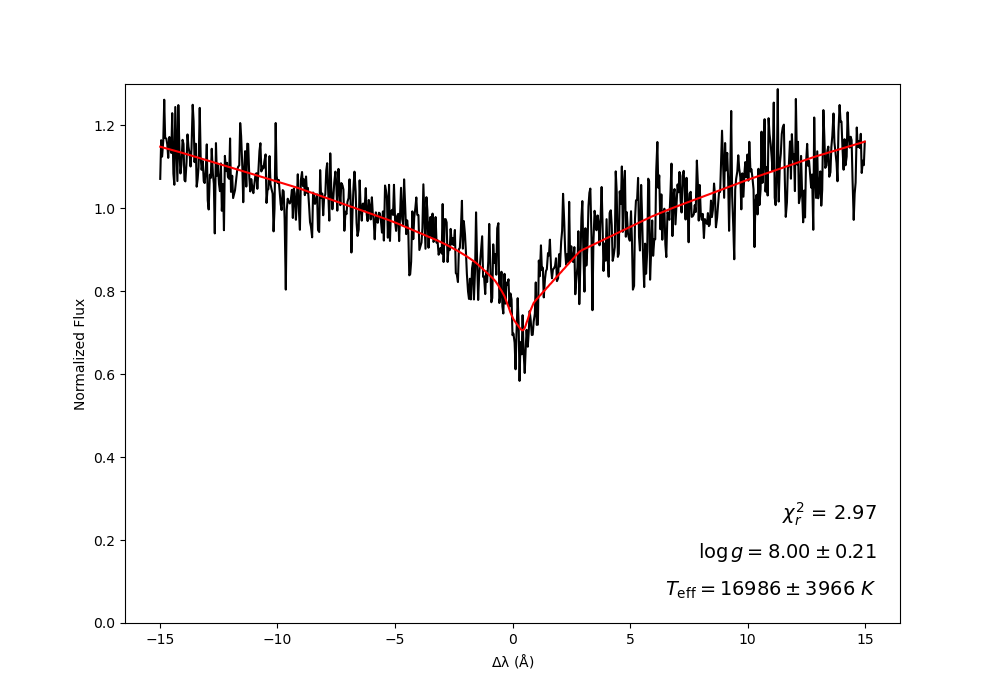 1.2
1.0
0.8
0.6
0.4
0.2
0.0
Normalized Flux
χ²ᵣ = 2.97
log g = 8.00 ± 0.21
T_eff = 16986 ± 3966 K
−15 −10 −5 0 5 10 15
Δλ (Å)